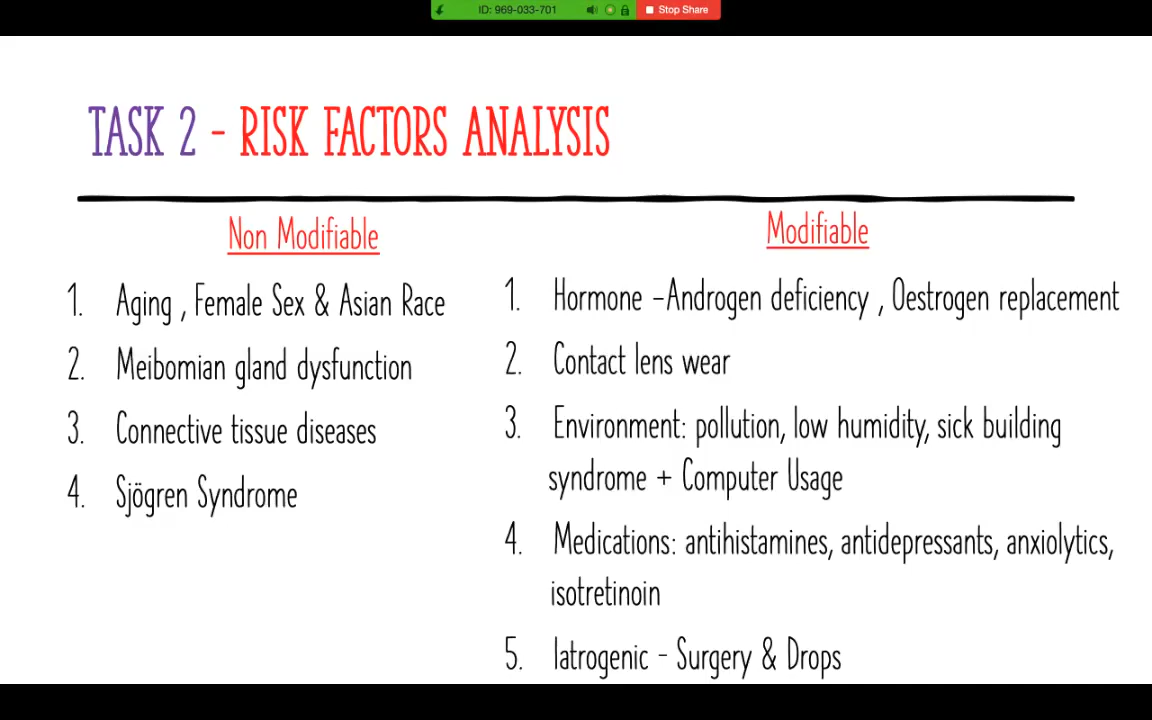 ID: 969-033-701
Stop Share
TASK 2 - RISK FACTORS ANALYSIS
Non Modifiable
1. Aging , Female Sex & Asian Race
2. Meibomian gland dysfunction
3. Connective tissue diseases
4. Sjögren Syndrome
Modifiable
1. Hormone -Androgen deficiency , Oestrogen replacement
2. Contact lens wear
3. Environment: pollution, low humidity, sick building
syndrome + Computer Usage
4. Medications: antihistamines, antidepressants, anxiolytics,
isotretinoin
5. Iatrogenic - Surgery & Drops